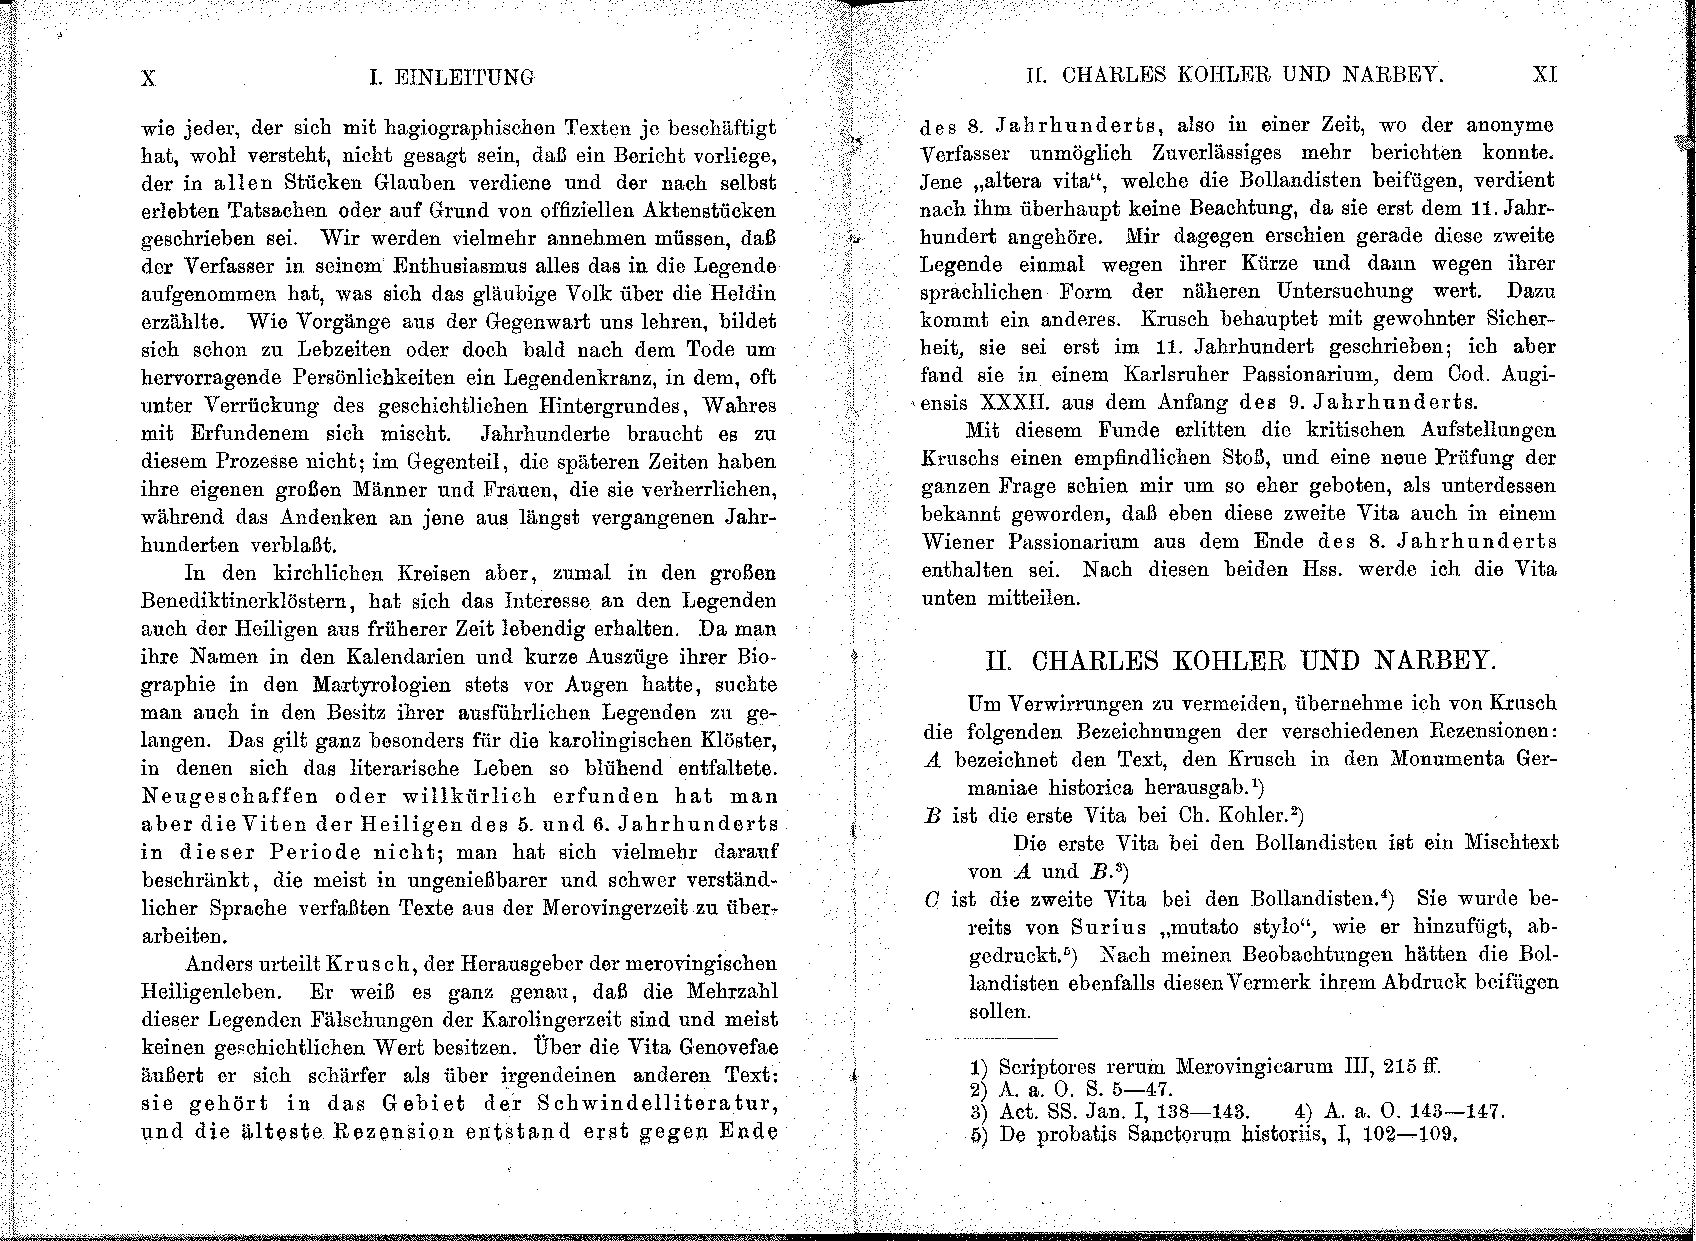 X I. EINLEITUNG
wie jeder, der sich mit hagiographischen Texten je beschäftigt
hat, wohl versteht, nicht gesagt sein, daß ein Bericht vorliege,
der in allen Stücken Glauben verdiene und der nach selbst
erlebten Tatsachen oder auf Grund von offiziellen Aktenstücken
geschrieben sei. Wir werden vielmehr annehmen müssen, daß
der Verfasser in seinem Enthusiasmus alles das in die Legende
aufgenommen hat, was sich das gläubige Volk über die Heldin
erzählte. Wie Vorgänge aus der Gegenwart uns lehren, bildet
sich schon zu Lebzeiten oder doch bald nach dem Tode um
hervorragende Persönlichkeiten ein Legendenkranz, in dem, oft
unter Verrückung des geschichtlichen Hintergrundes, Wahres
mit Erfundenem sich mischt. Jahrhunderte braucht es zu
diesem Prozesse nicht; im Gegenteil, die späteren Zeiten haben
ihre eigenen großen Männer und Frauen, die sie verherrlichen,
während das Andenken an jene aus längst vergangenen Jahr-
hunderten verblaßt.
In den kirchlichen Kreisen aber, zumal in den großen
Benediktinerklöstern, hat sich das Interesse an den Legenden
auch der Heiligen aus früherer Zeit lebendig erhalten. Da man
ihre Namen in den Kalendarien und kurze Auszüge ihrer Bio-
graphie in den Martyrologien stets vor Augen hatte, suchte
man auch in den Besitz ihrer ausführlichen Legenden zu ge-
langen. Das gilt ganz besonders für die karolingischen Klöster,
in denen sich das literarische Leben so blühend entfaltete.
Neugeschaffen oder willkürlich erfunden hat man
aber die Viten der Heiligen des 5. und 6. Jahrhunderts
in dieser Periode nicht; man hat sich vielmehr darauf
beschränkt, die meist in ungenießbarer und schwer verständ-
licher Sprache verfaßten Texte aus der Merovingerzeit zu über-
arbeiten.
Anders urteilt Krusch, der Herausgeber der merovingischen
Heiligenleben. Er weiß es ganz genau, daß die Mehrzahl
dieser Legenden Fälschungen der Karolingerzeit sind und meist
keinen geschichtlichen Wert besitzen. Über die Vita Genovefae
äußert er sich schärfer als über irgendeinen anderen Text:
sie gehört in das Gebiet der Schwindelliteratur,
und die älteste Rezension entstand erst gegen Ende
II. CHARLES KOHLER UND NARBEY. XI
des 8. Jahrhunderts, also in einer Zeit, wo der anonyme
Verfasser unmöglich Zuverlässiges mehr berichten konnte.
Jene „altera vita“, welche die Bollandisten beifügen, verdient
nach ihm überhaupt keine Beachtung, da sie erst dem 11. Jahr-
hundert angehöre. Mir dagegen erschien gerade diese zweite
Legende einmal wegen ihrer Kürze und dann wegen ihrer
sprachlichen Form der näheren Untersuchung wert. Dazu
kommt ein anderes. Krusch behauptet mit gewohnter Sicher-
heit, sie sei erst im 11. Jahrhundert geschrieben; ich aber
fand sie in einem Karlsruher Passionarium, dem Cod. Augi-
ensis XXXII. aus dem Anfang des 9. Jahrhunderts.
Mit diesem Funde erlitten die kritischen Aufstellungen
Kruschs einen empfindlichen Stoß, und eine neue Prüfung der
ganzen Frage schien mir um so eher geboten, als unterdessen
bekannt geworden, daß eben diese zweite Vita auch in einem
Wiener Passionarium aus dem Ende des 8. Jahrhunderts
enthalten sei. Nach diesen beiden Hss. werde ich die Vita
unten mitteilen.
II. CHARLES KOHLER UND NARBEY.
Um Verwirrungen zu vermeiden, übernehme ich von Krusch
die folgenden Bezeichnungen der verschiedenen Rezensionen:
A bezeichnet den Text, den Krusch in den Monumenta Ger-
maniae historica herausgab.¹)
B ist die erste Vita bei Ch. Kohler.²)
Die erste Vita bei den Bollandisten ist ein Mischtext
von A und B.³)
C ist die zweite Vita bei den Bollandisten.⁴) Sie wurde be-
reits von Surius „mutato stylo“, wie er hinzufügt, ab-
gedruckt.⁵) Nach meinen Beobachtungen hätten die Bol-
landisten ebenfalls diesen Vermerk ihrem Abdruck beifügen
sollen.
1) Scriptores rerum Merovingicarum III, 215 ff.
2) A. a. O. S. 5—47.
3) Act. SS. Jan. I, 138—143. 4) A. a. O. 143—147.
5) De probatis Sanctorum historiis, I, 102—109.